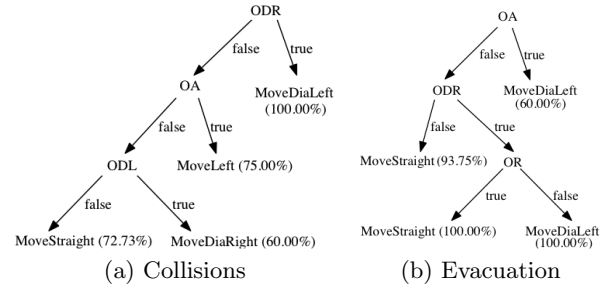 ODR
false
true
OA
MoveDiaLeft
(100.00%)
false
true
ODL
MoveLeft (75.00%)
false
true
MoveStraight (72.73%)
MoveDiaRight (60.00%)
(a) Collisions
OA
false
true
ODR
MoveDiaLeft
(60.00%)
false
true
MoveStraight (93.75%)
OR
true
false
MoveStraight (100.00%)
MoveDiaLeft
(100.00%)
(b) Evacuation